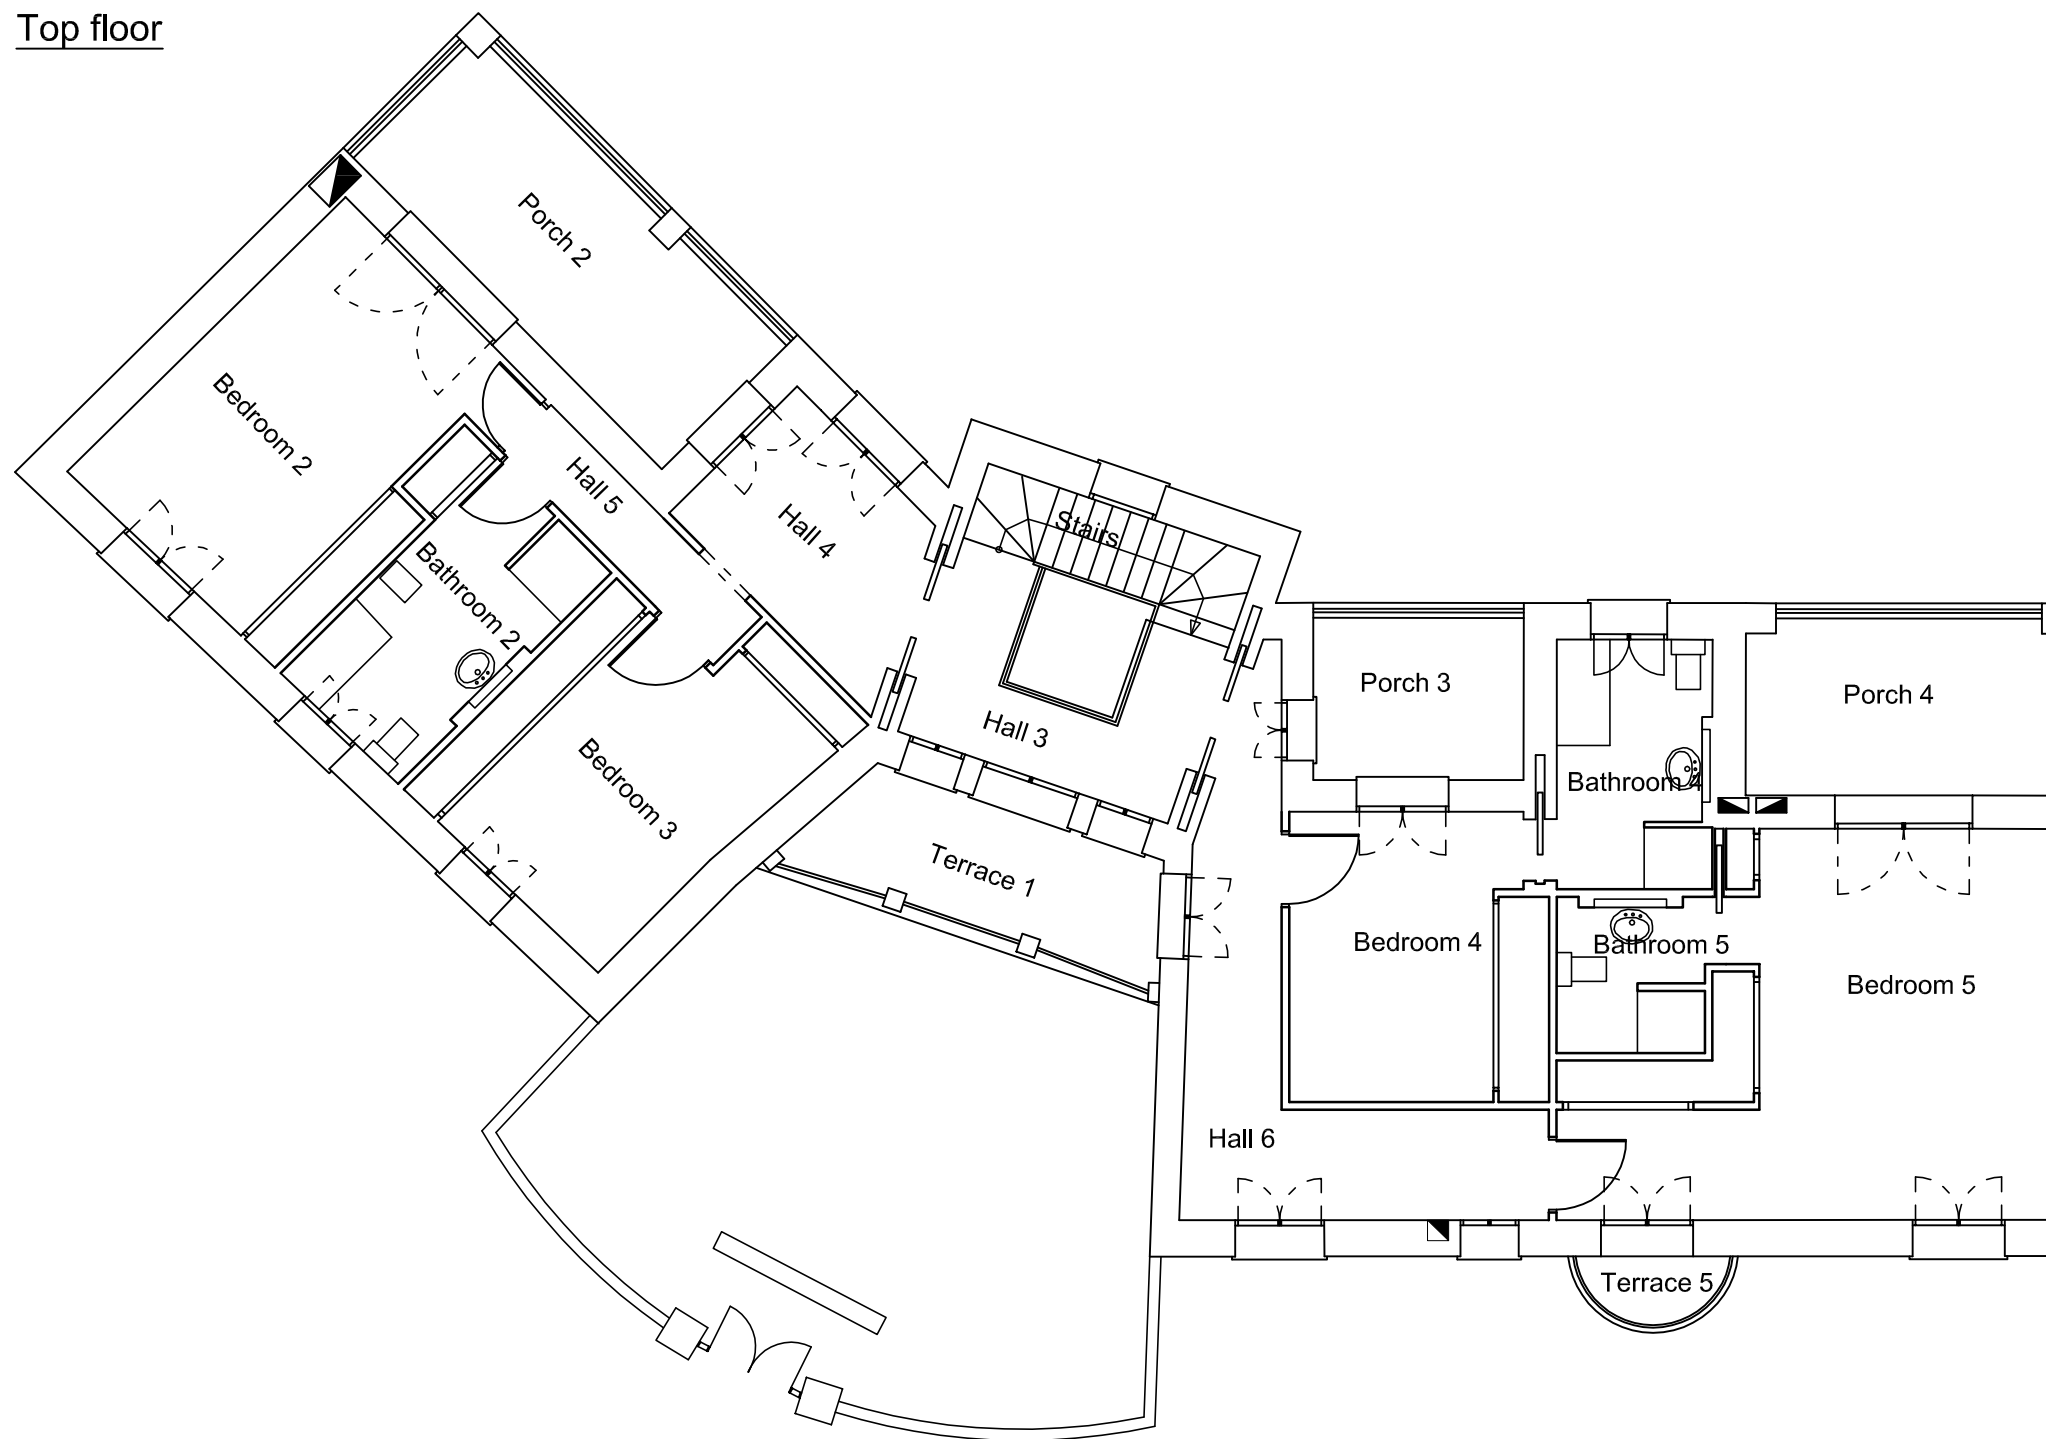 Top floor
Porch 2
Bedroom 2
Hall 5
Hall 4
Stairs
Bathroom 2
Porch 3
Porch 4
Hall 3
Bedroom 3
Bathroom 4
Terrace 1
Bedroom 4
Bathroom 5
Bedroom 5
Hall 6
Terrace 5